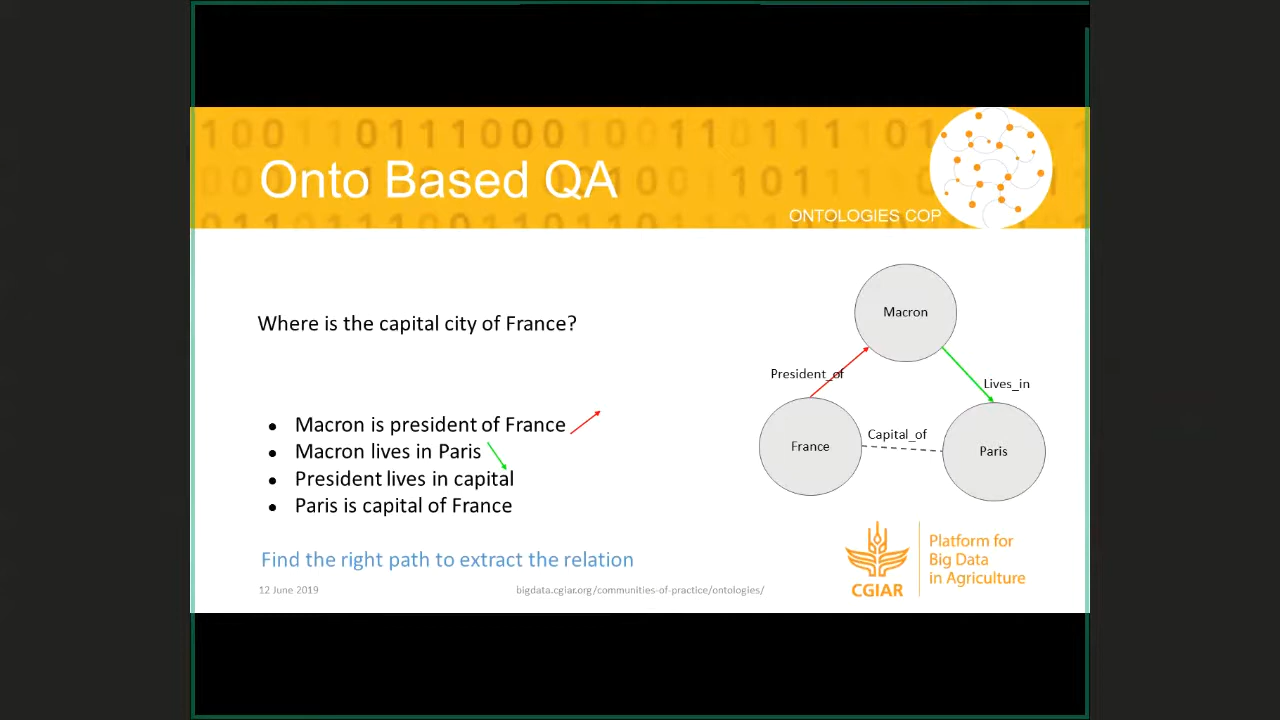 Onto Based QA
ONTOLOGIES COP
Where is the capital city of France?
Macron is president of France
Macron lives in Paris
President lives in capital
Paris is capital of France
Find the right path to extract the relation
Macron
President_of
Lives_in
France
Capital_of
Paris
CGIAR
Platform for
Big Data
in Agriculture
12 June 2019
bigdata.cgiar.org/communities-of-practice/ontologies/